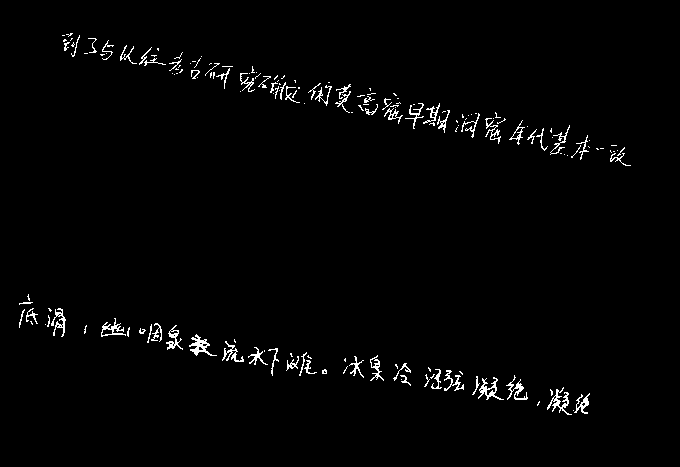 到了与以往考古研究确定的莫高窟早期洞窟年代基本一致
底滑，幽咽泉流水下滩。冰泉冷涩弦凝绝，凝绝